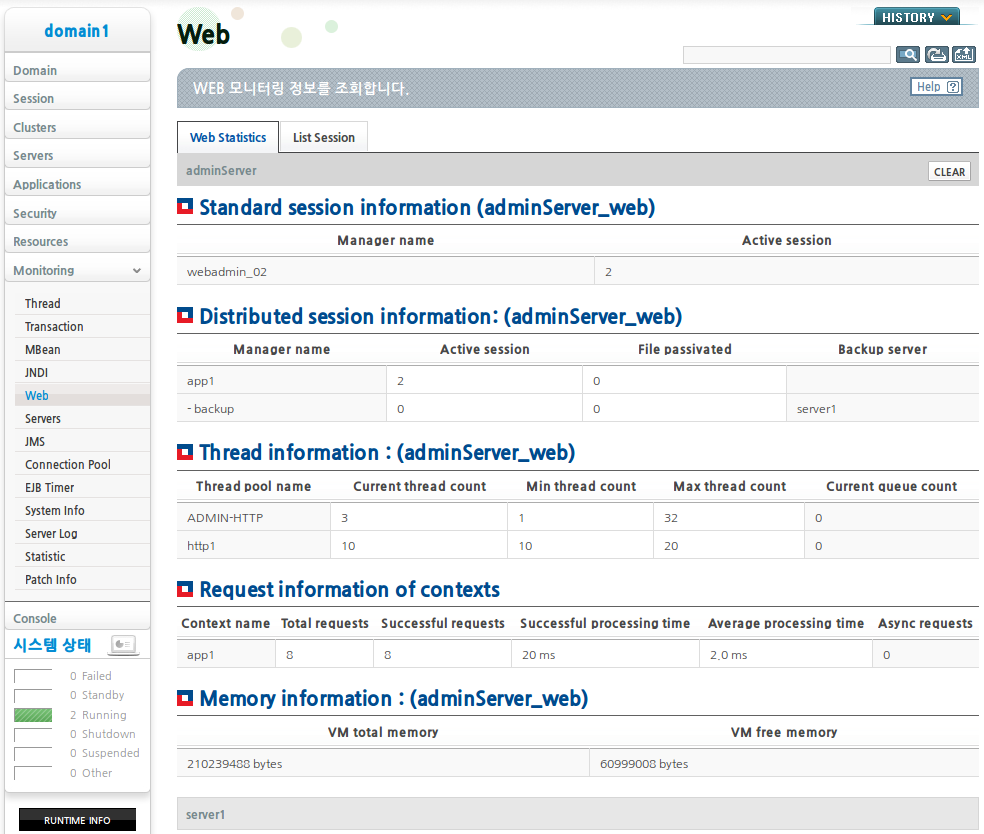 domain1
Domain
Session
Clusters
Servers
Applications
Security
Resources
Monitoring
Thread
Transaction
MBean
JNDI
Web
Servers
JMS
Connection Pool
EJB Timer
System Info
Server Log
Statistic
Patch Info
Console
시스템 상태
0 Failed
0 Standby
2 Running
0 Shutdown
0 Suspended
0 Other
RUNTIME INFO
Web
HISTORY
XML
WEB 모니터링 정보를 조회합니다.
Help ?
Web Statistics List Session
adminServer CLEAR
Standard session information (adminServer_web)
Manager name Active session
webadmin_02 2
Distributed session information: (adminServer_web)
Manager name Active session File passivated Backup server
app1 2 0
- backup 0 0 server1
Thread information : (adminServer_web)
Thread pool name Current thread count Min thread count Max thread count Current queue count
ADMIN-HTTP 3 1 32 0
http1 10 10 20 0
Request information of contexts
Context name Total requests Successful requests Successful processing time Average processing time Async requests
app1 8 8 20 ms 2.0 ms 0
Memory information : (adminServer_web)
VM total memory VM free memory
210239488 bytes 60999008 bytes
server1